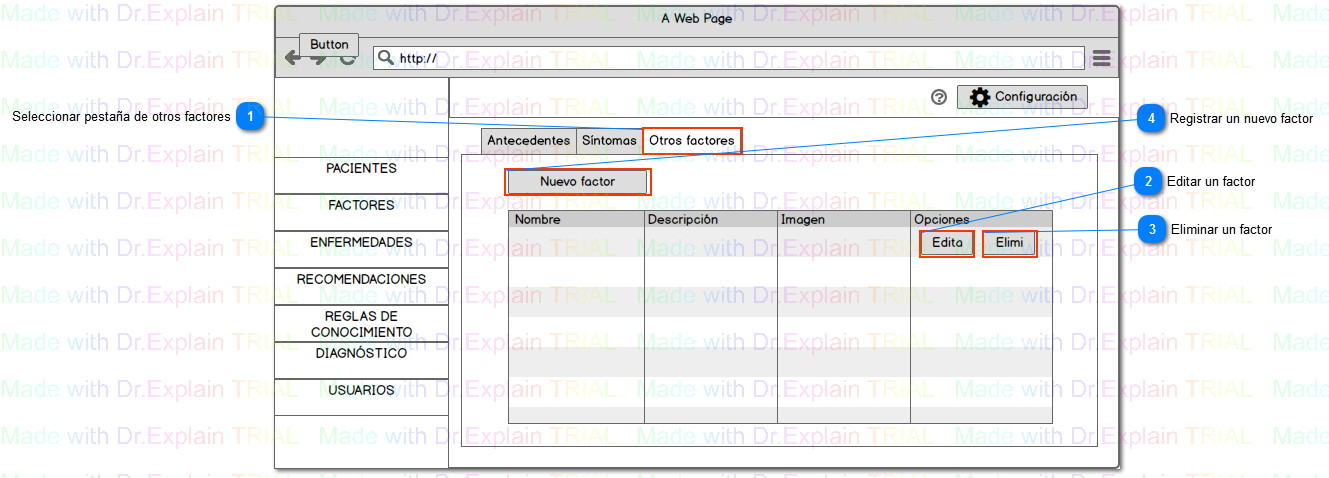 A Web Page
Button
http://
Configuración
Seleccionar pestaña de otros factores
1
4
Registrar un nuevo factor
Antecedentes
Síntomas
Otros factores
PACIENTES
Nuevo factor
2
Editar un factor
FACTORES
Nombre
Descripción
Imagen
Opciones
3
Eliminar un factor
ENFERMEDADES
Edita
Elimi
RECOMENDACIONES
REGLAS DE
CONOCIMIENTO
DIAGNÓSTICO
USUARIOS
Made with Dr.Explain TRIAL